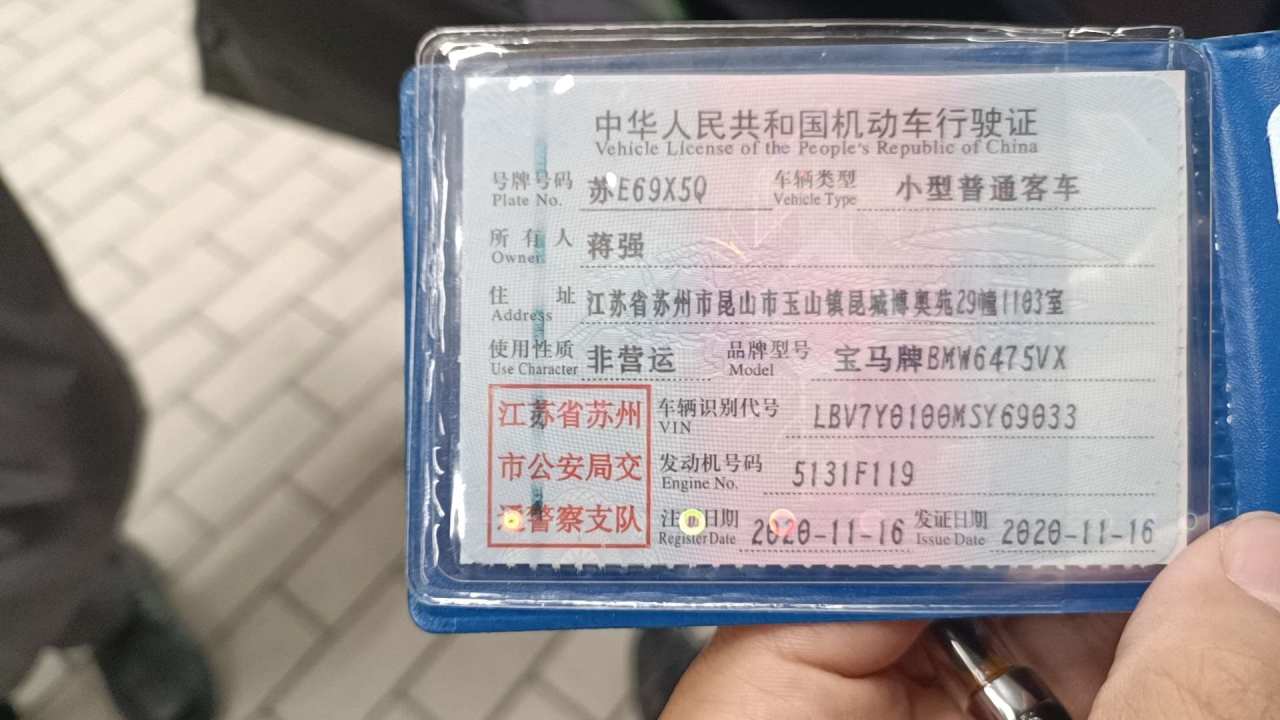 中华人民共和国机动车行驶证
Vehicle License of the People's Republic of China
号牌号码 苏E69X5Q 车辆类型 小型普通客车
Plate No. Vehicle Type
所有人 蒋强
Owner
住址 江苏省苏州市昆山市玉山镇昆城博奥苑29幢1103室
Address
使用性质 非营运 品牌型号 宝马牌BMW6475VX
Use Character Model
江苏省苏州
市公安局交
通警察支队
车辆识别代号 LBV7Y0100MSY69033
VIN
发动机号码 5131F119
Engine No.
注册日期 2020-11-16 发证日期 2020-11-16
Register Date Issue Date